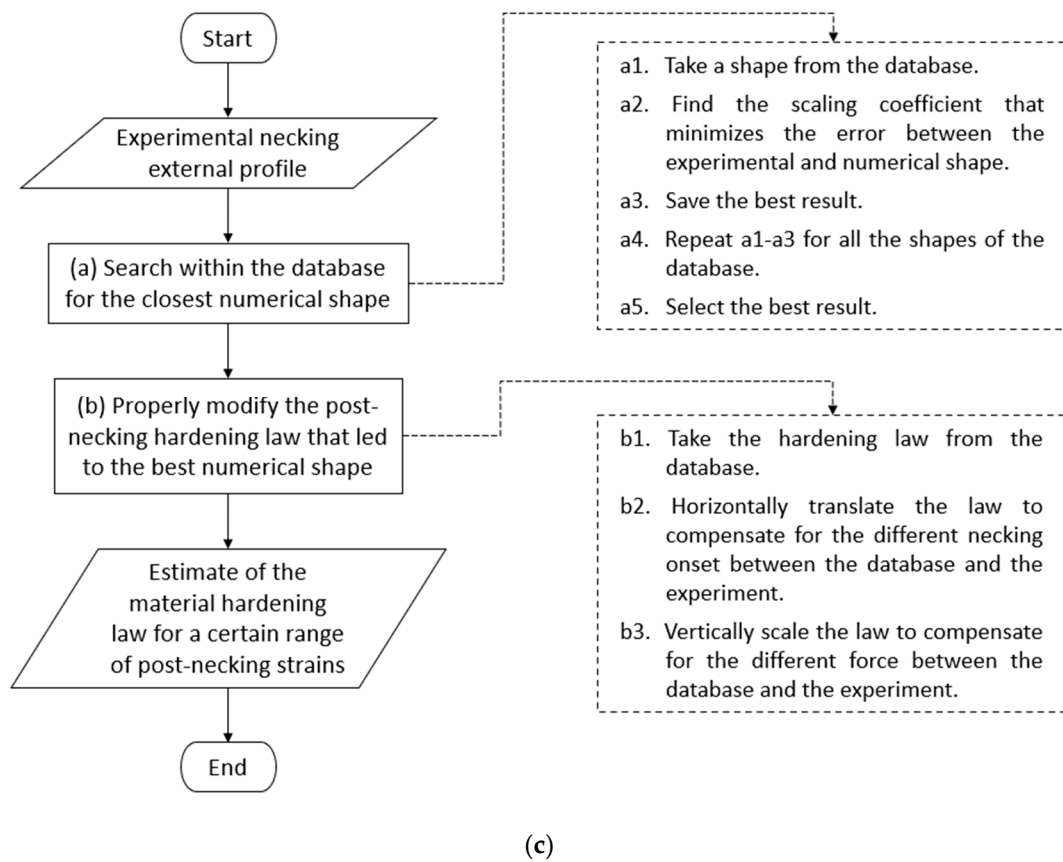 Start
Experimental necking
external profile
(a) Search within the database
for the closest numerical shape
(b) Properly modify the post-
necking hardening law that led
to the best numerical shape
Estimate of the
material hardening
law for a certain range
of post-necking strains
End
a1. Take a shape from the database.
a2. Find the scaling coefficient that
minimizes the error between the
experimental and numerical shape.
a3. Save the best result.
a4. Repeat a1-a3 for all the shapes of the
database.
a5. Select the best result.
b1. Take the hardening law from the
database.
b2. Horizontally translate the law to
compensate for the different necking
onset between the database and the
experiment.
b3. Vertically scale the law to compensate
for the different force between the
database and the experiment.
(c)